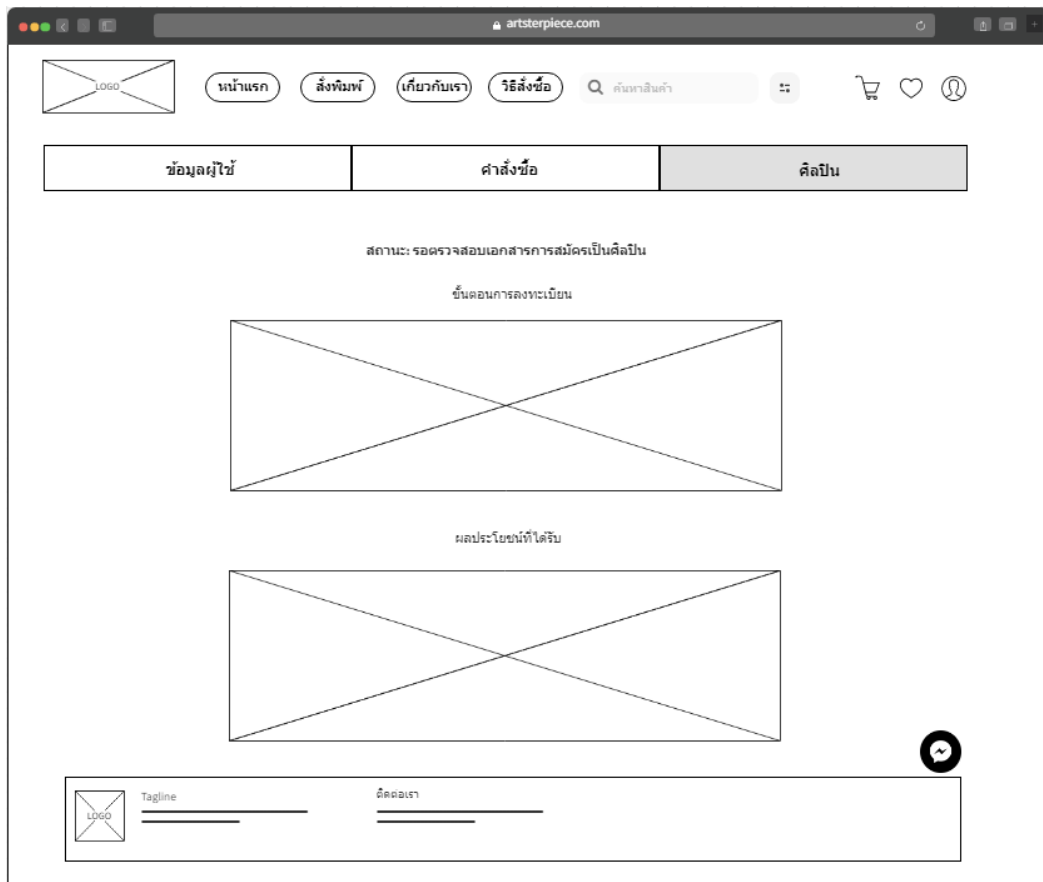 artsterpiece.com
LOGO
หน้าแรก
สั่งพิมพ์
เกี่ยวกับเรา
วิธีสั่งซื้อ
ค้นหาสินค้า
ข้อมูลผู้ใช้
คำสั่งซื้อ
ศิลปิน
สถานะ: รอตรวจสอบเอกสารการสมัครเป็นศิลปิน
ขั้นตอนการลงทะเบียน
ผลประโยชน์ที่ได้รับ
LOGO
Tagline
ติดต่อเรา